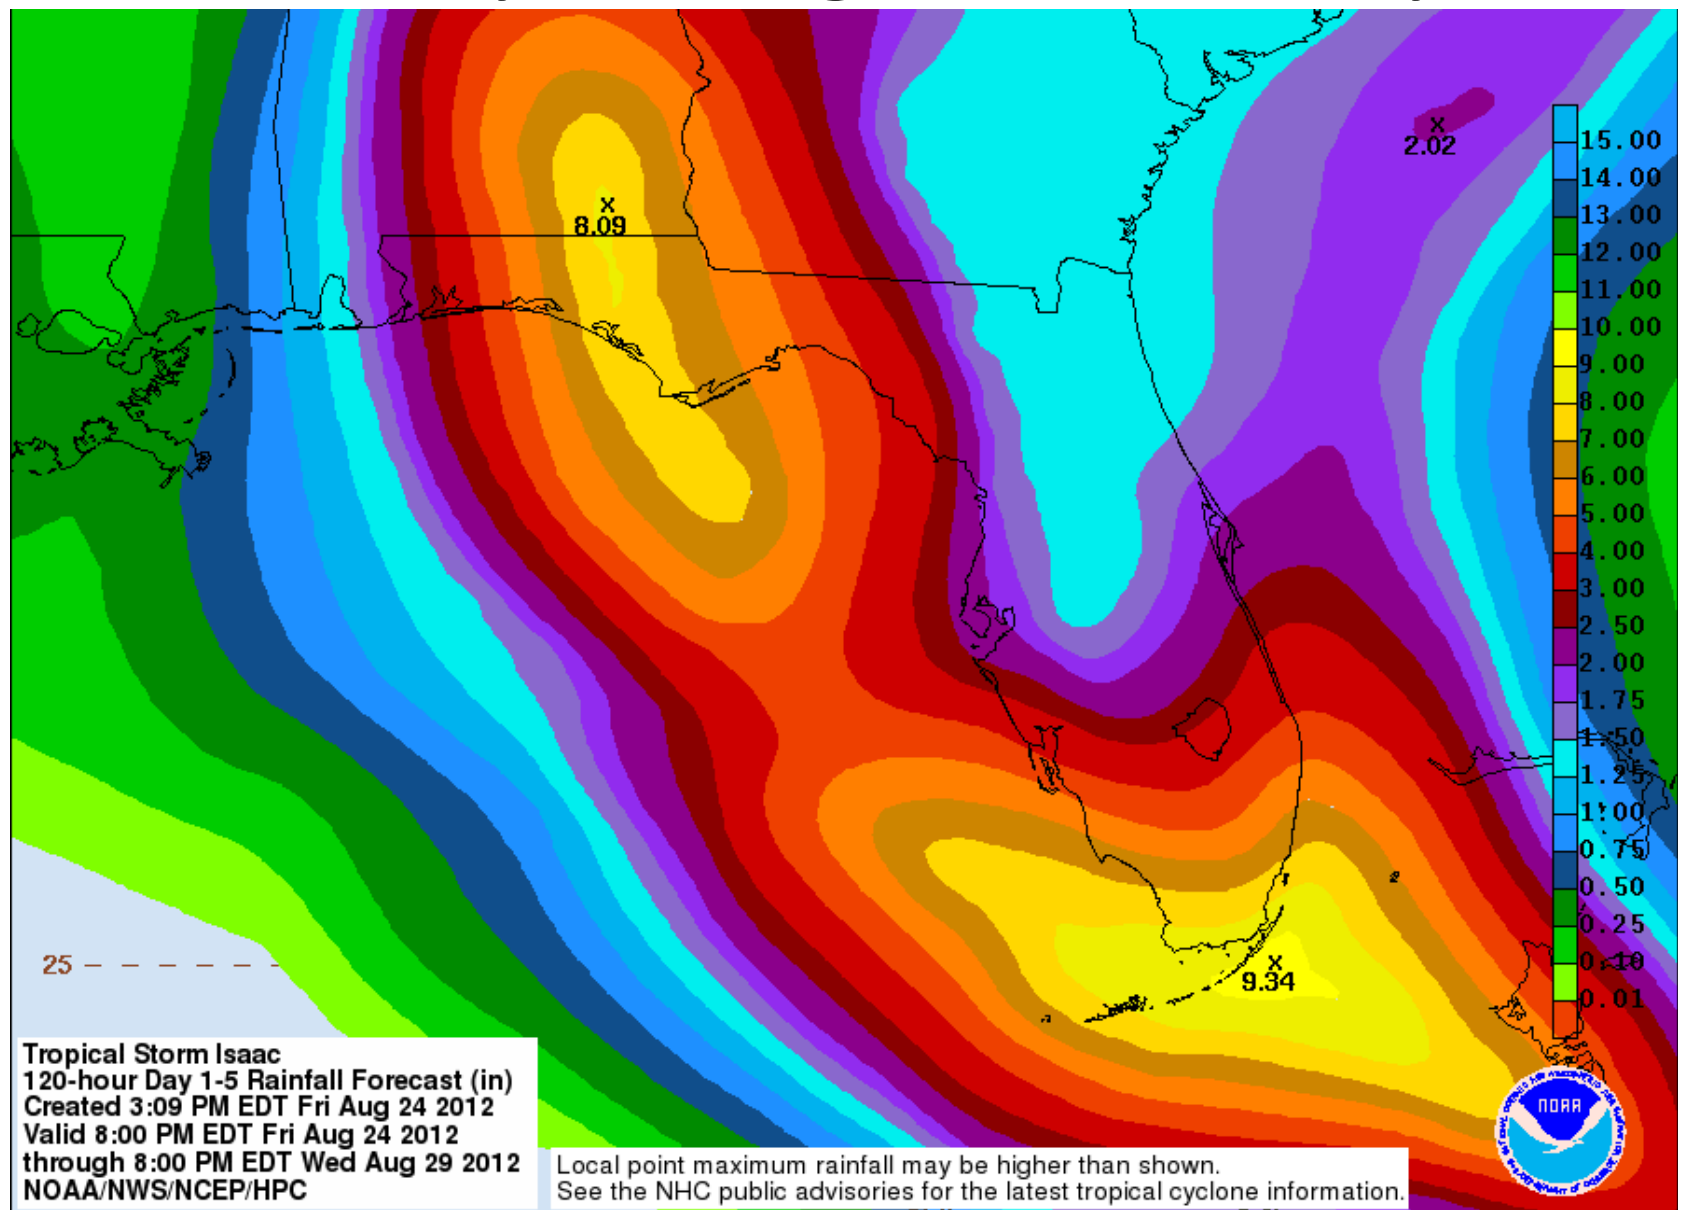 x
2.02
x
8.09
15.00
14.00
13.00
12.00
11.00
10.00
9.00
8.00
7.00
6.00
5.00
4.00
3.00
2.50
2.00
1.75
1.50
1.25
1.00
0.75
0.50
0.25
0.10
0.01
25
x
9.34
NOAA
Tropical Storm Isaac
120-hour Day 1-5 Rainfall Forecast (in)
Created 3:09 PM EDT Fri Aug 24 2012
Valid 8:00 PM EDT Fri Aug 24 2012
through 8:00 PM EDT Wed Aug 29 2012
NOAA/NWS/NCEP/HPC
Local point maximum rainfall may be higher than shown.
See the NHC public advisories for the latest tropical cyclone information.